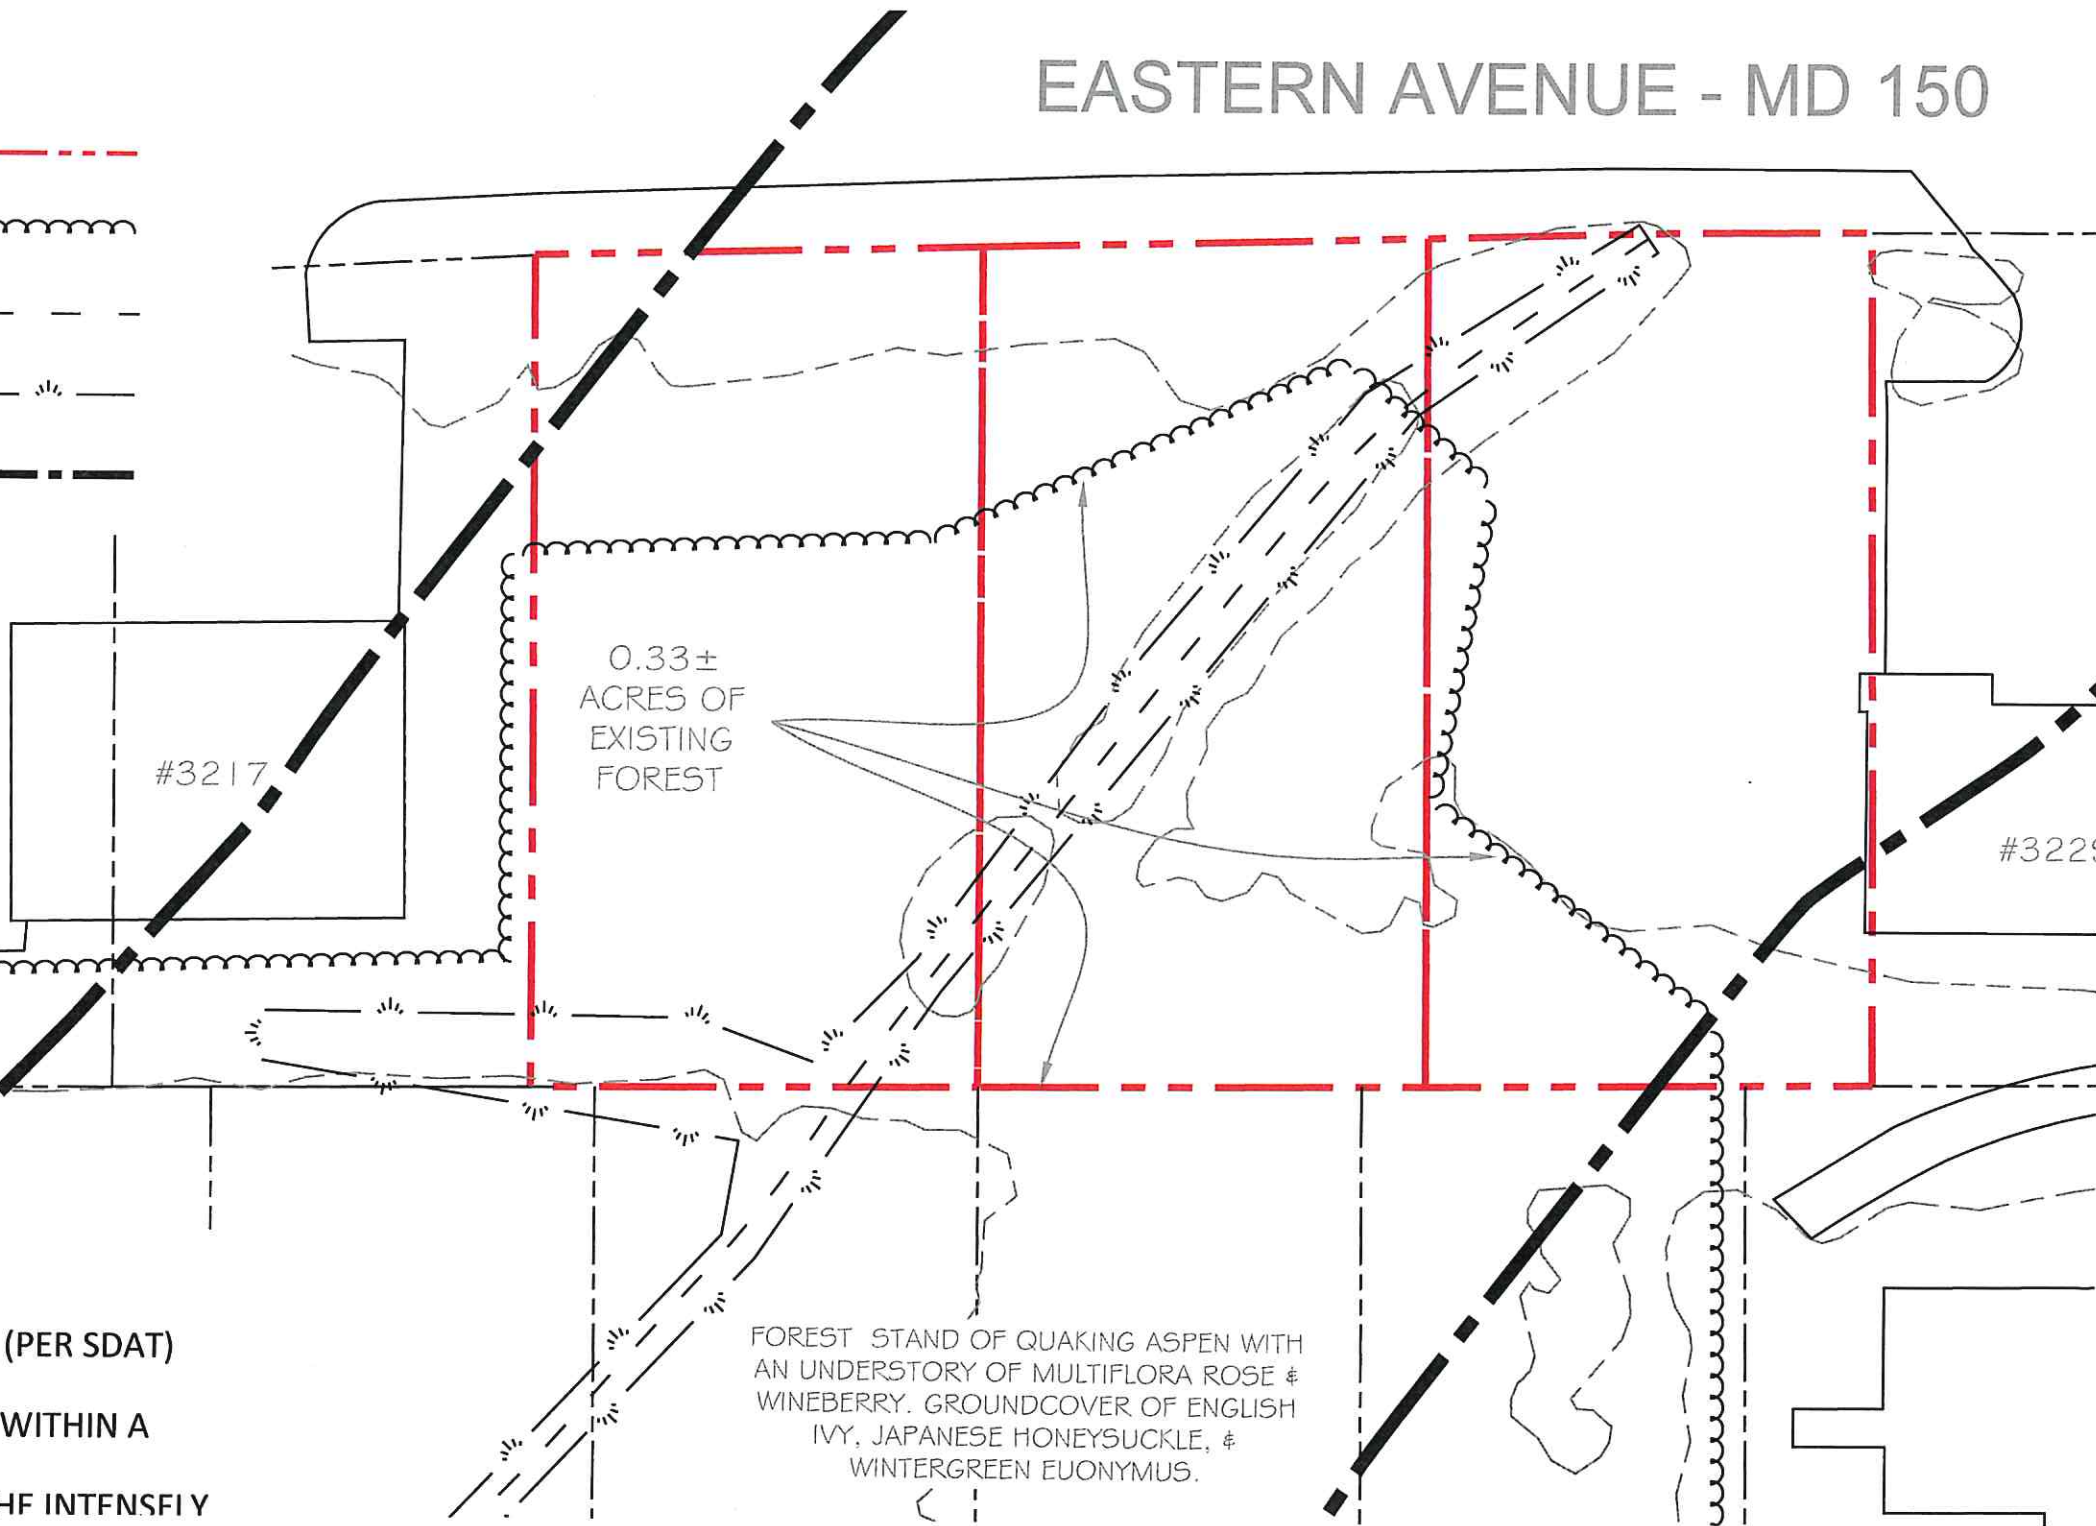 EASTERN AVENUE - MD 150
0.33±
ACRES OF
EXISTING
FOREST
#3217
(PER SDAT)
WITHIN A
FOREST STAND OF QUAKING ASPEN WITH
AN UNDERSTORY OF MULTIFLORA ROSE &
WINEBERRY. GROUNDCOVER OF ENGLISH
IVY, JAPANESE HONEYSUCKLE, &
WINTERGREEN EUONYMUS.
INTENSELY